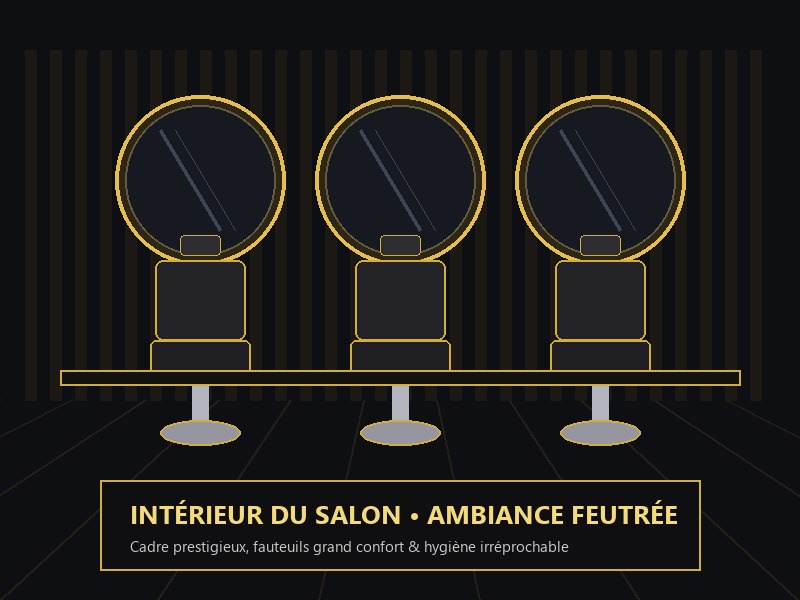 INTÉRIEUR DU SALON • AMBIANCE FEUTRÉE
Cadre prestigieux, fauteuils grand confort & hygiène irréprochable